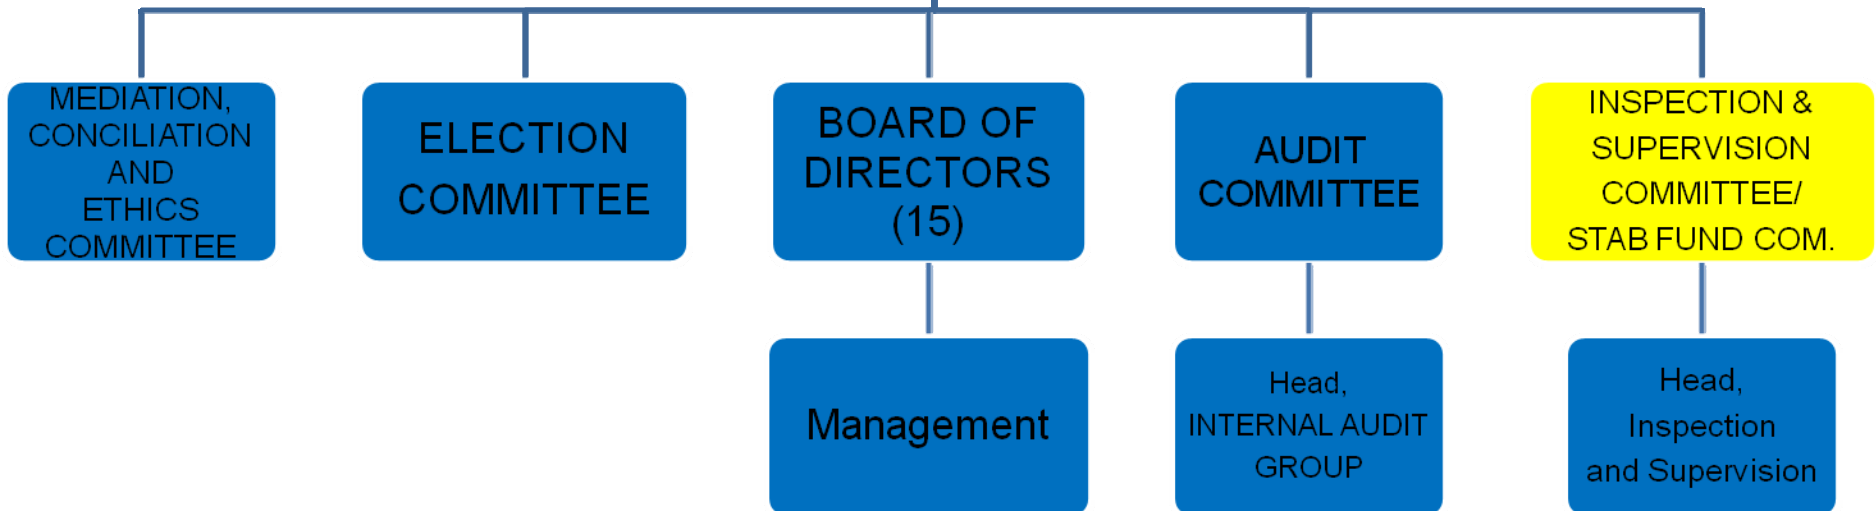 MEDIATION,
CONCILIATION
AND
ETHICS
COMMITTEE
ELECTION
COMMITTEE
BOARD OF
DIRECTORS
(15)
AUDIT
COMMITTEE
INSPECTION &
SUPERVISION
COMMITTEE/
STAB FUND COM.
Management
Head,
INTERNAL AUDIT
GROUP
Head,
Inspection
and Supervision